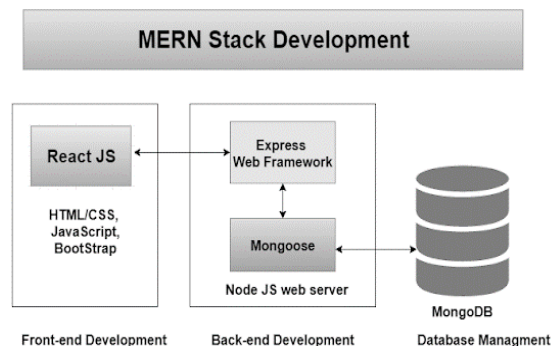 MERN Stack Development
React JS
HTML/CSS,
JavaScript,
BootStrap
Express
Web Framework
Mongoose
Node JS web server
MongoDB
Front-end Development
Back-end Development
Database Managment